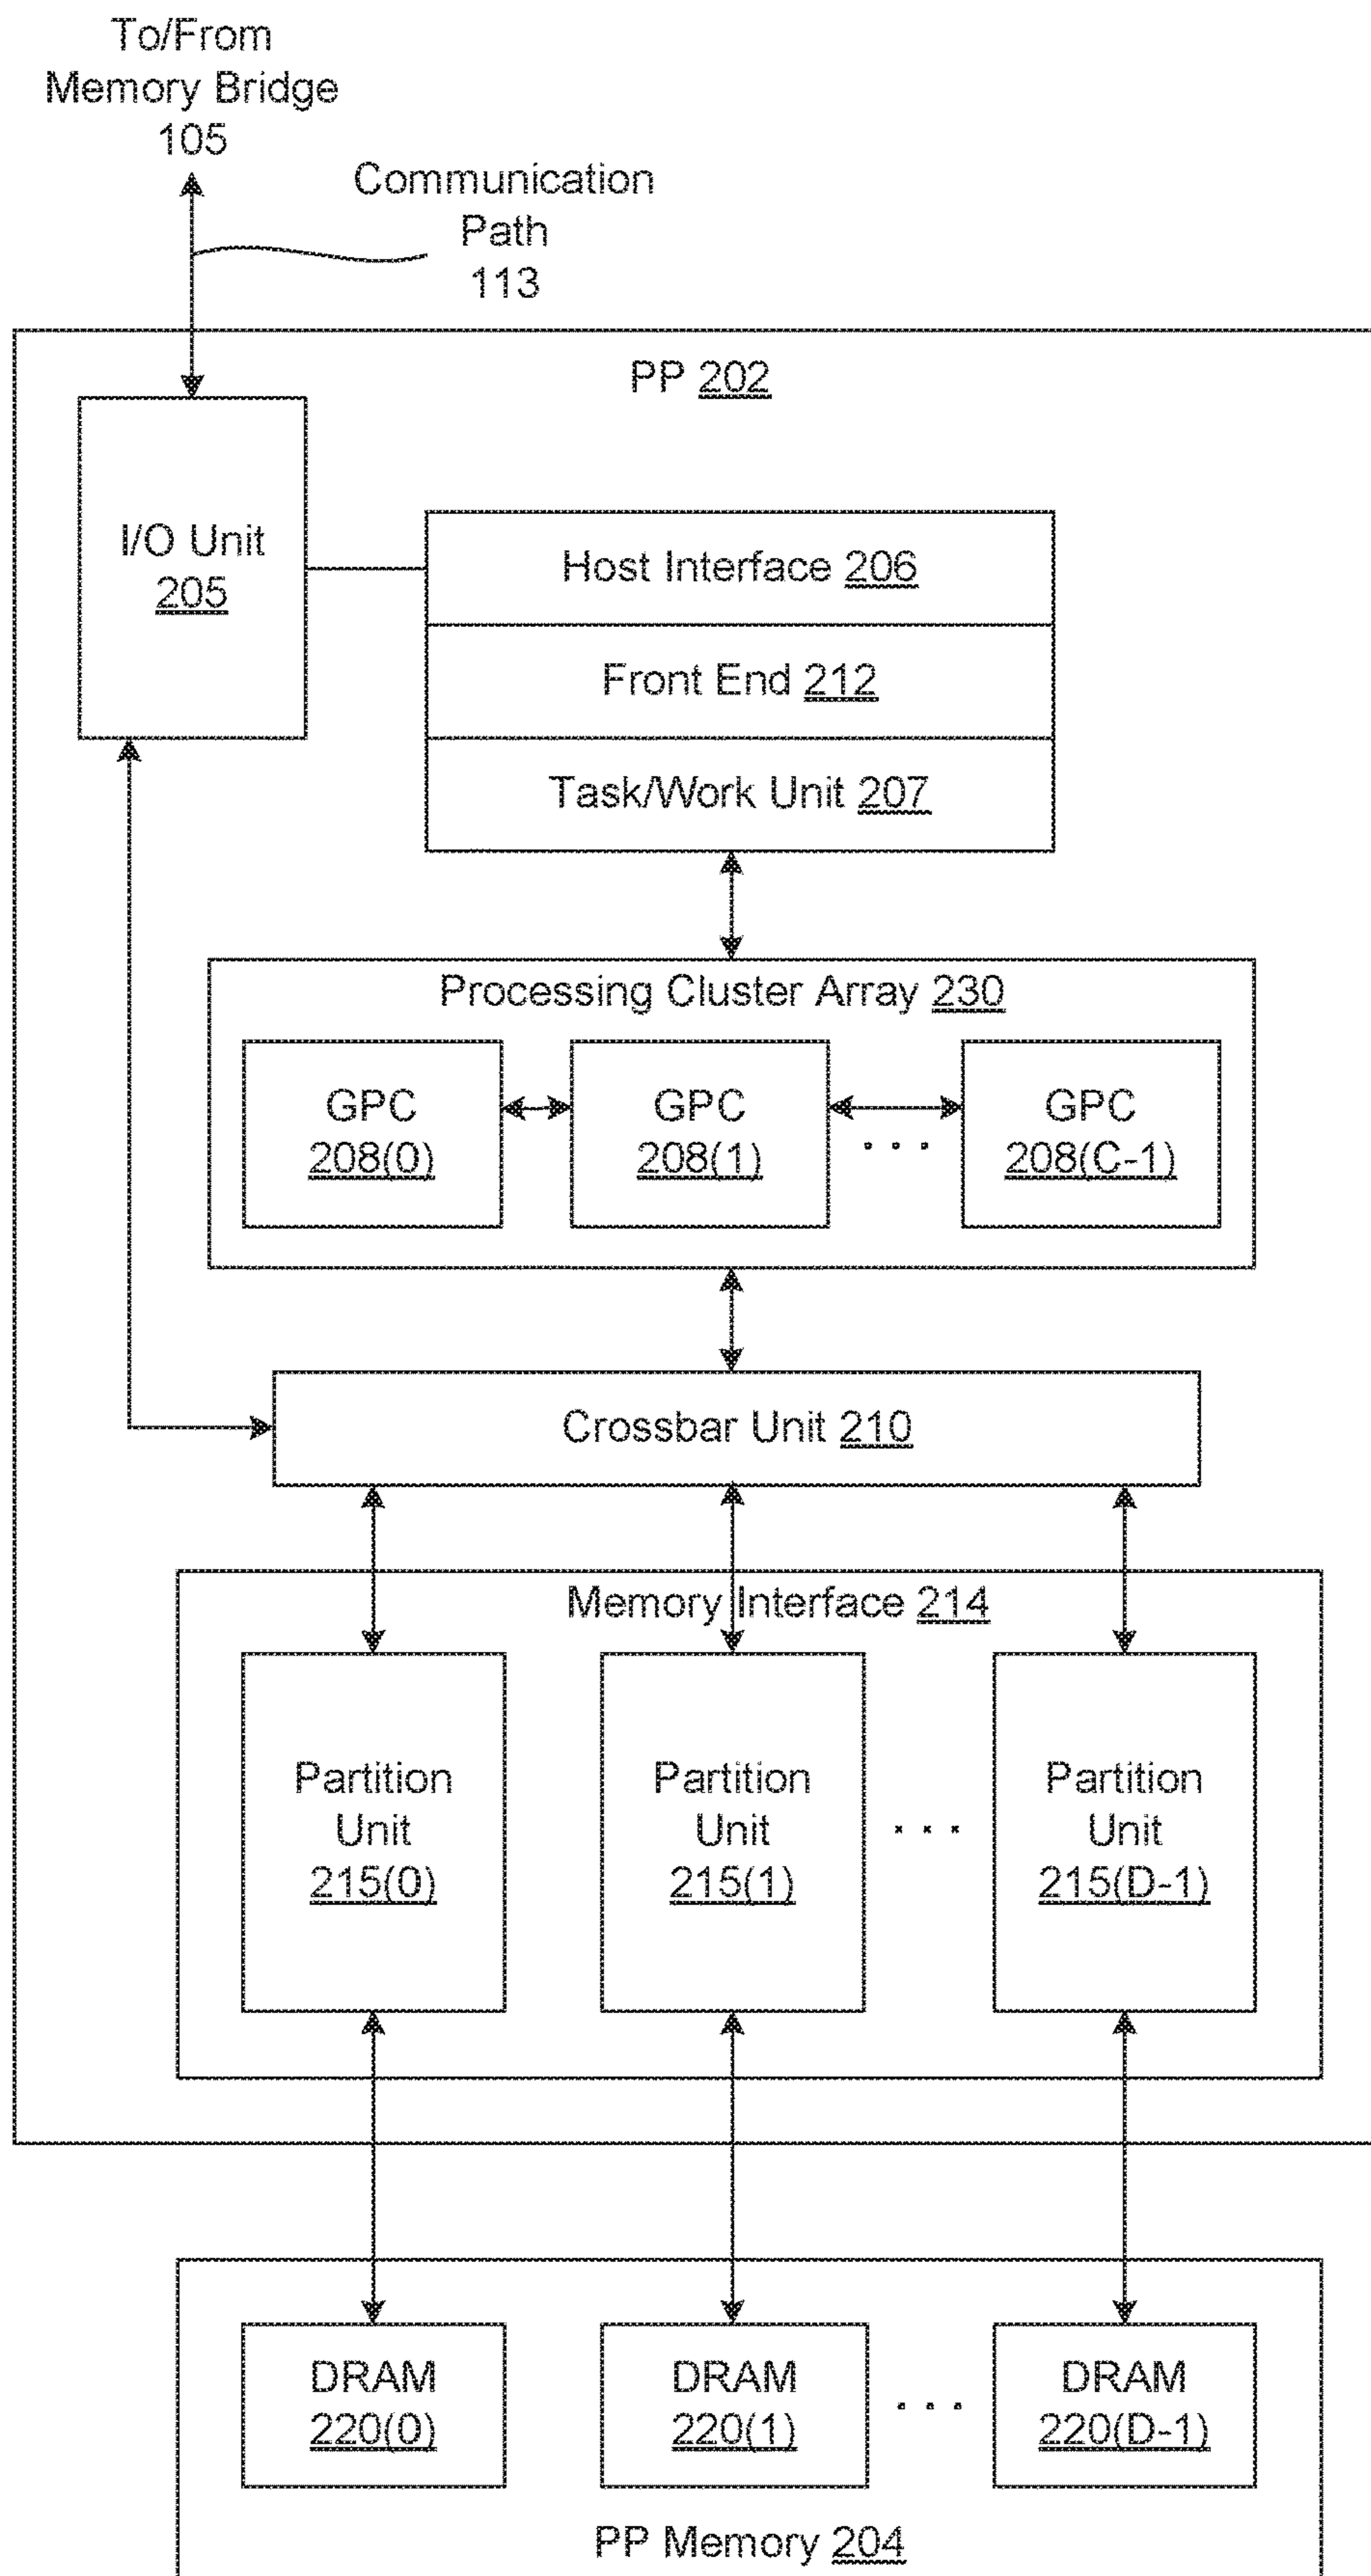 To/From
Memory Bridge
105
Communication
Path
113
PP 202
I/O Unit
205
Host Interface 206
Front End 212
Task/Work Unit 207
Processing Cluster Array 230
GPC
208(0)
GPC
208(1)
. . .
GPC
208(C-1)
Crossbar Unit 210
Memory Interface 214
Partition
Unit
215(0)
Partition
Unit
215(1)
. . .
Partition
Unit
215(D-1)
DRAM
220(0)
DRAM
220(1)
. . .
DRAM
220(D-1)
PP Memory 204